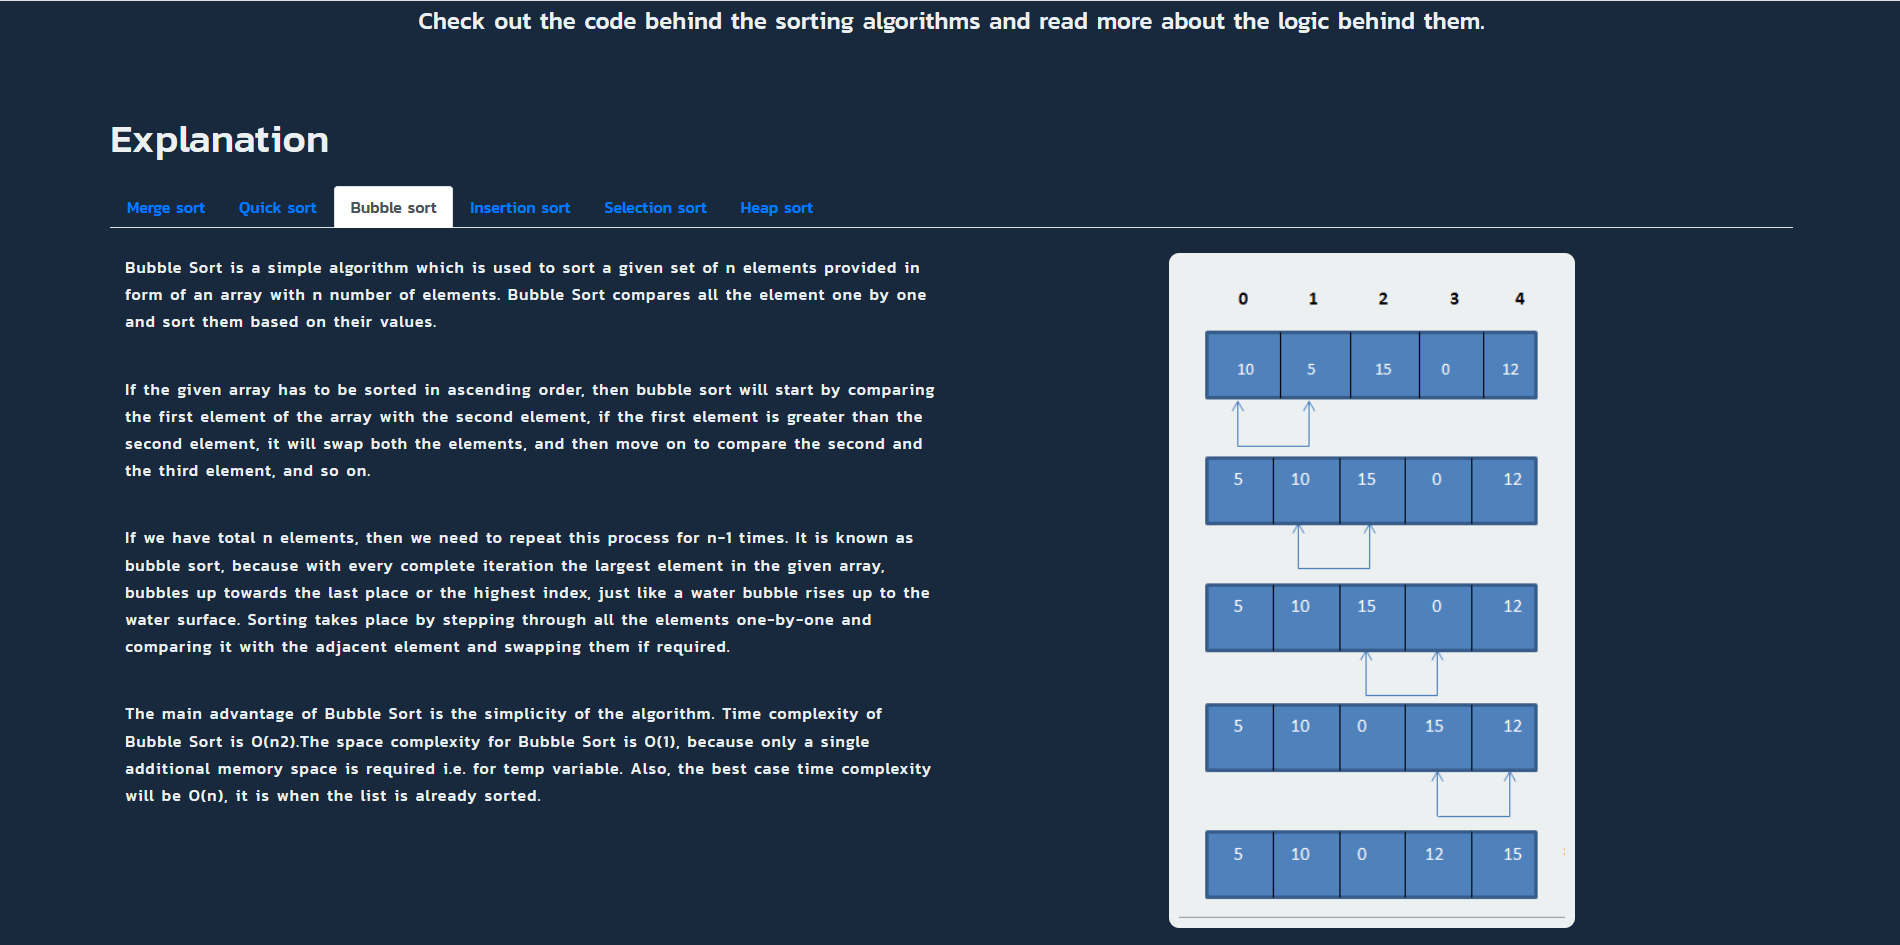 Check out the code behind the sorting algorithms and read more about the logic behind them.
Explanation
Merge sort Quick sort Bubble sort Insertion sort Selection sort Heap sort
Bubble Sort is a simple algorithm which is used to sort a given set of n elements provided in
form of an array with n number of elements. Bubble Sort compares all the element one by one
and sort them based on their values.
If the given array has to be sorted in ascending order, then bubble sort will start by comparing
the first element of the array with the second element, if the first element is greater than the
second element, it will swap both the elements, and then move on to compare the second and
the third element, and so on.
If we have total n elements, then we need to repeat this process for n-1 times. It is known as
bubble sort, because with every complete iteration the largest element in the given array,
bubbles up towards the last place or the highest index, just like a water bubble rises up to the
water surface. Sorting takes place by stepping through all the elements one-by-one and
comparing it with the adjacent element and swapping them if required.
The main advantage of Bubble Sort is the simplicity of the algorithm. Time complexity of
Bubble Sort is O(n2).The space complexity for Bubble Sort is O(1), because only a single
additional memory space is required i.e. for temp variable. Also, the best case time complexity
will be O(n), it is when the list is already sorted.
0 1 2 3 4
10 5 15 0 12
5 10 15 0 12
5 10 15 0 12
5 10 0 15 12
5 10 0 12 15